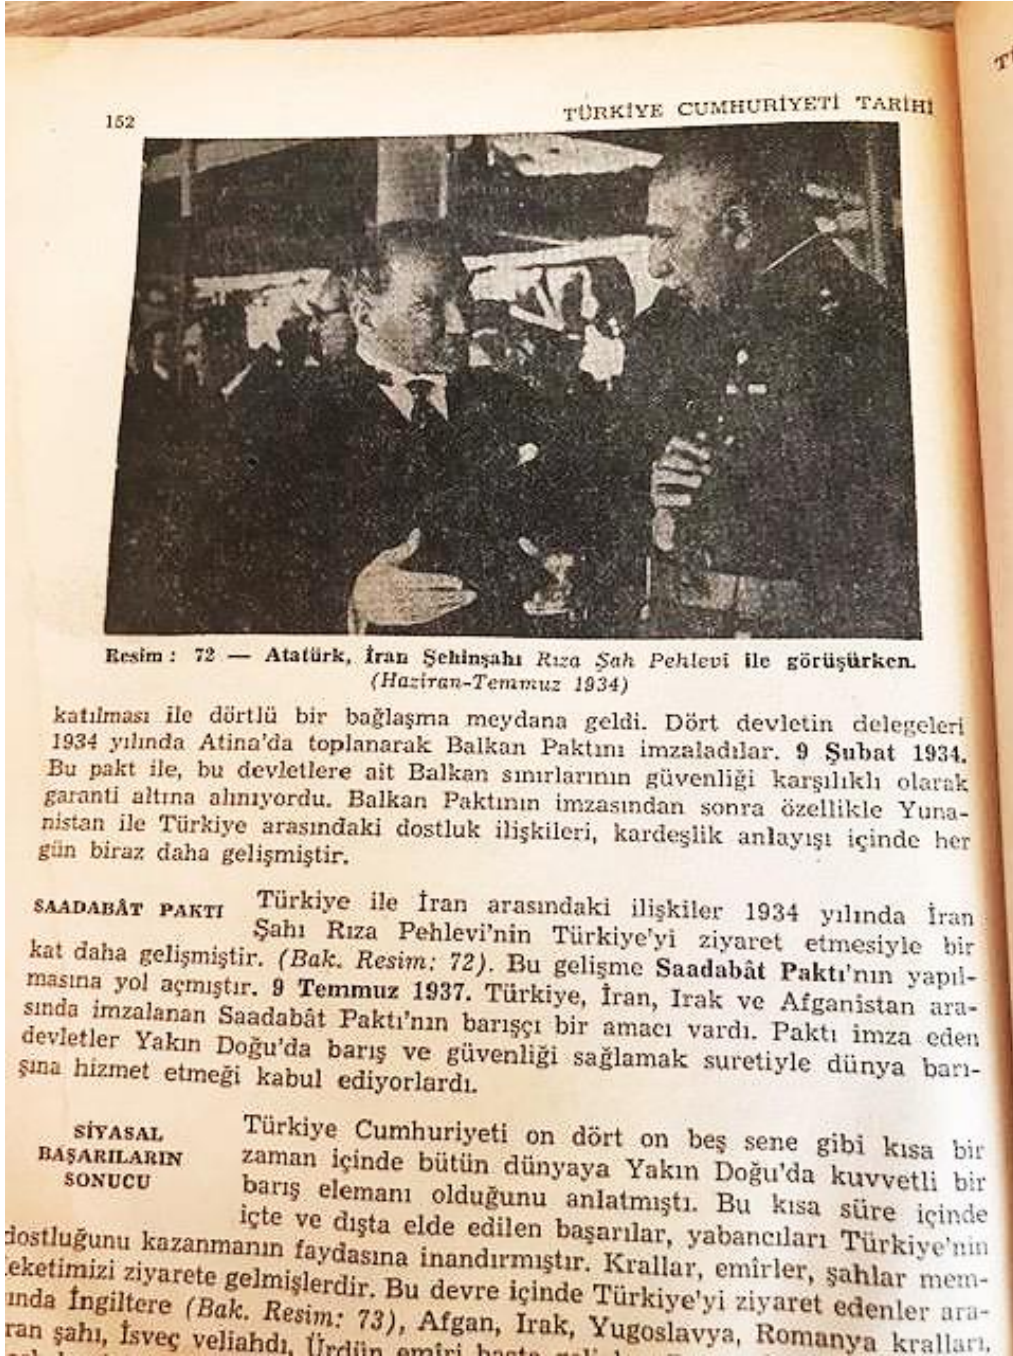 152
TÜRKİYE CUMHURİYETİ TARİHİ
Resim : 72 — Atatürk, İran Şehinşahı Rıza Şah Pehlevi ile görüşürken.
(Haziran-Temmuz 1934)
katılması ile dörtlü bir bağlaşma meydana geldi. Dört devletin delegeleri
1934 yılında Atina'da toplanarak Balkan Paktını imzaladılar. 9 Şubat 1934.
Bu pakt ile, bu devletlere ait Balkan sınırlarının güvenliği karşılıklı olarak
garanti altına alınıyordu. Balkan Paktının imzasından sonra özellikle Yuna-
nistan ile Türkiye arasındaki dostluk ilişkileri, kardeşlik anlayışı içinde her
gün biraz daha gelişmiştir.
SAADABÂT PAKTI
Türkiye ile İran arasındaki ilişkiler 1934 yılında İran
Şahı Rıza Pehlevi'nin Türkiye'yi ziyaret etmesiyle bir
kat daha gelişmiştir. (Bak. Resim: 72). Bu gelişme Saadabât Paktı'nın yapıl-
masına yol açmıştır. 9 Temmuz 1937. Türkiye, İran, Irak ve Afganistan ara-
sında imzalanan Saadabât Paktı'nın barışçı bir amacı vardı. Paktı imza eden
devletler Yakın Doğu'da barış ve güvenliği sağlamak suretiyle dünya barı-
şına hizmet etmeği kabul ediyorlardı.
SİYASAL
BAŞARILARIN
SONUCU
Türkiye Cumhuriyeti on dört on beş sene gibi kısa bir
zaman içinde bütün dünyaya Yakın Doğu'da kuvvetli bir
barış elemanı olduğunu anlatmıştı. Bu kısa süre içinde
içte ve dışta elde edilen başarılar, yabancıları Türkiye'nin
dostluğunu kazanmanın faydasına inandırmıştır. Krallar, emîrler, şahlar mem-
eketimizi ziyarete gelmişlerdir. Bu devre içinde Türkiye'yi ziyaret edenler ara-
ında İngiltere (Bak. Resim: 73), Afgan, Irak, Yugoslavya, Romanya kralları,
ran şahı, İsveç veliahdı, Ürdün emîri başta